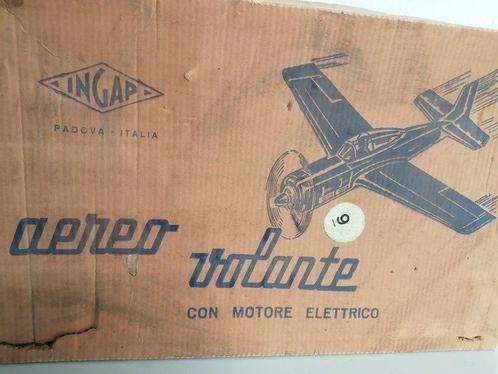 INGAP
PADOVA - ITALIA
aereo
volante
CON MOTORE ELETTRICO
6